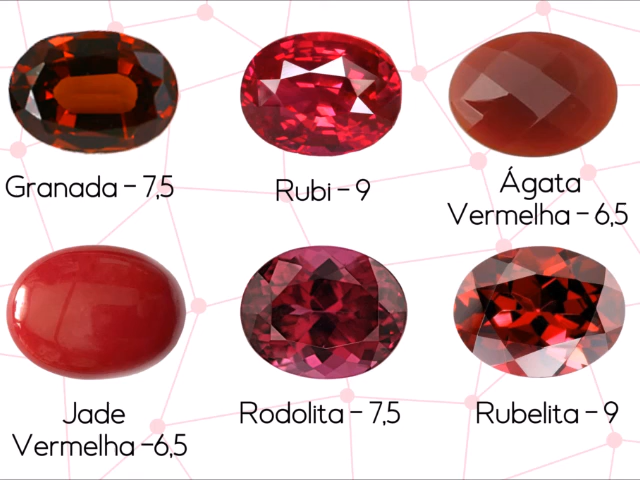 Granada - 7,5
Rubi - 9
Ágata
Vermelha - 6,5
Jade
Vermelha -6,5
Rodolita - 7,5
Rubelita - 9